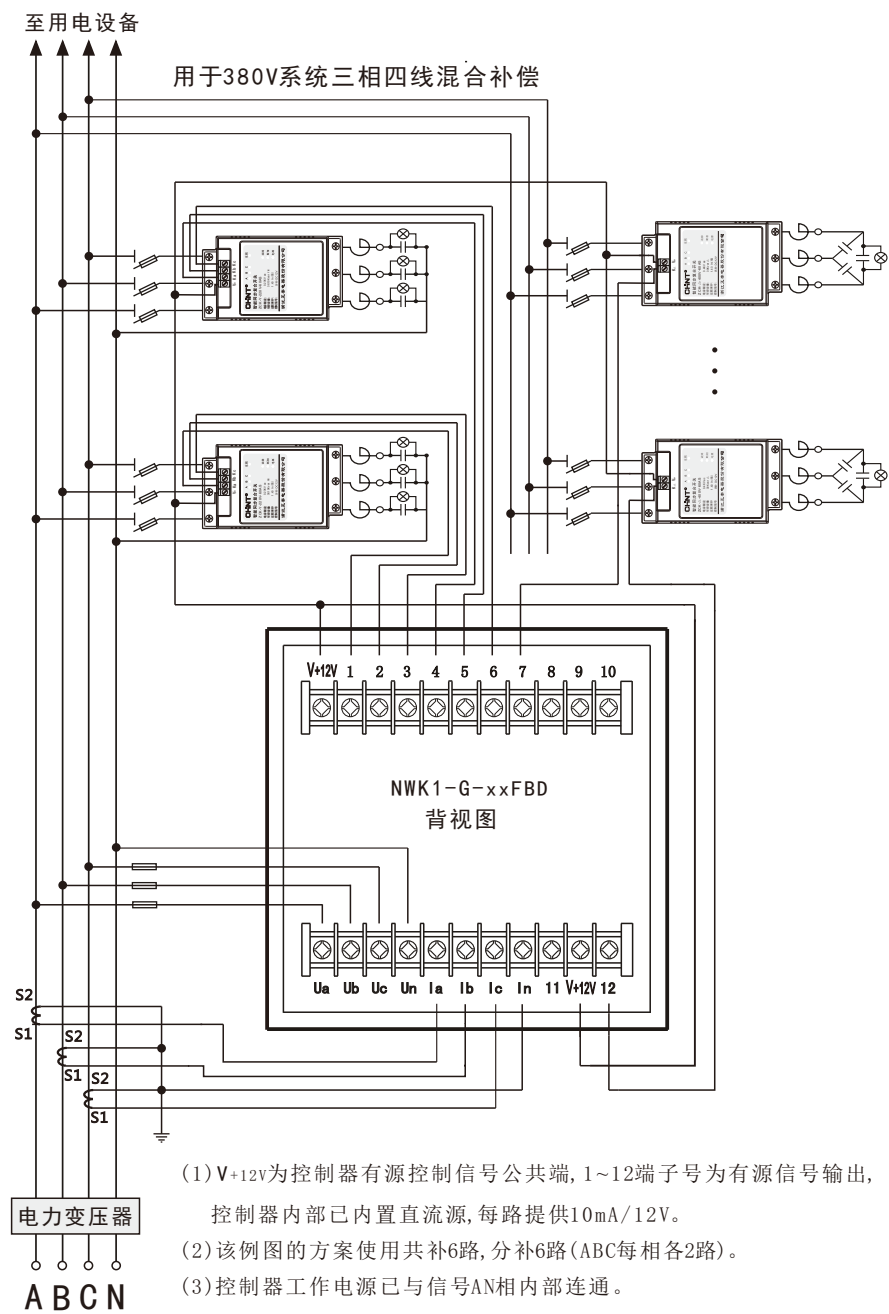 至用电设备
用于380V系统三相四线混合补偿
CHNT
CHNT
CHNT
CHNT
V+12V 1 2 3 4 5 6 7 8 9 10
NWK1-G-xxFBD
背视图
Ua Ub Uc Un Ia Ib Ic In 11 V+12V 12
S2
S1
S2
S1
S2
S1
(1)V+12V为控制器有源控制信号公共端,1~12端子号为有源信号输出,
控制器内部已内置直流源,每路提供10mA/12V。
(2)该例图的方案使用共补6路,分补6路(ABC每相各2路)。
(3)控制器工作电源已与信号AN相内部连通。
电力变压器
A B C N